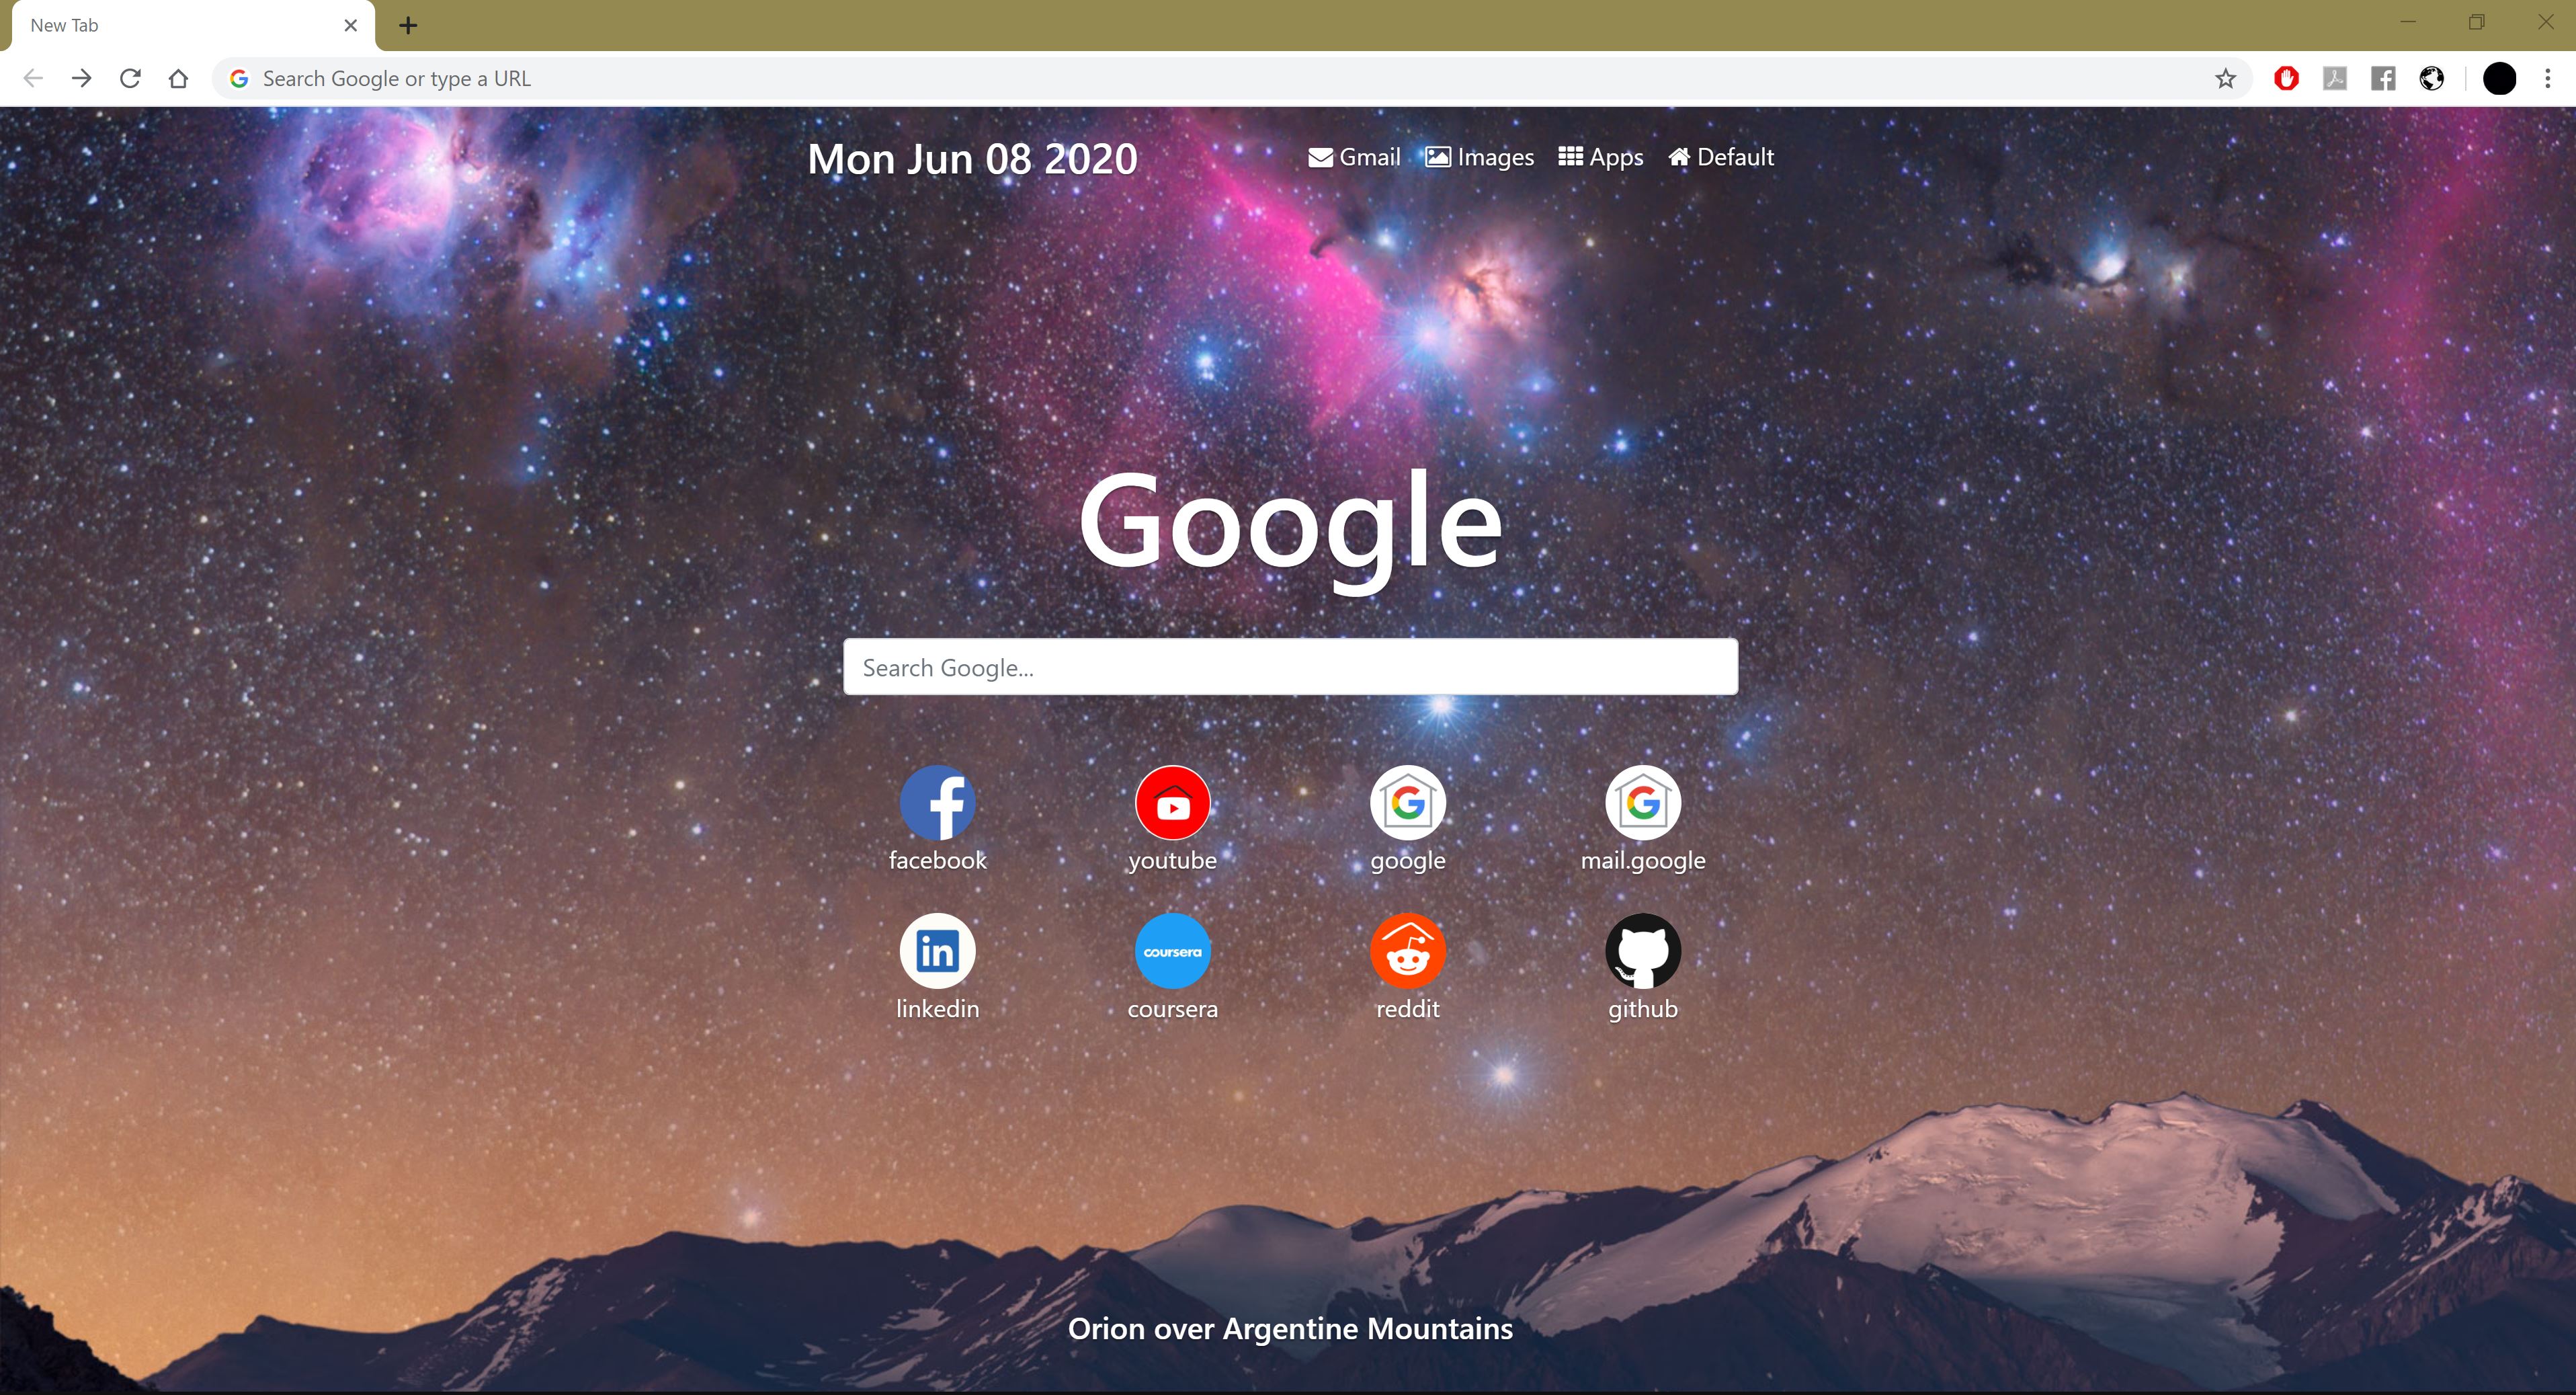 New Tab
Search Google or type a URL
Mon Jun 08 2020
Gmail Images Apps Default
Google
Search Google...
facebook youtube google mail.google
in coursera
linkedin coursera reddit github
Orion over Argentine Mountains